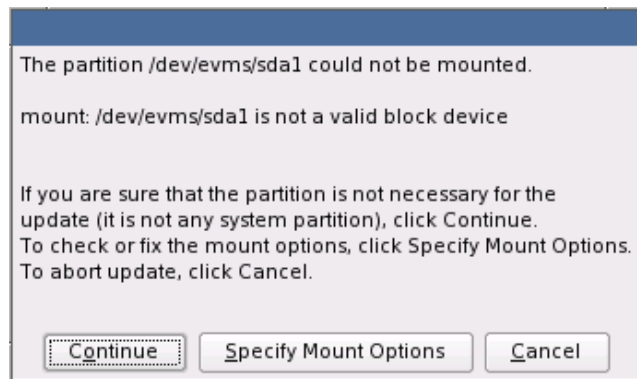 The partition /dev/evms/sda1 could not be mounted.
mount: /dev/evms/sda1 is not a valid block device
If you are sure that the partition is not necessary for the
update (it is not any system partition), click Continue.
To check or fix the mount options, click Specify Mount Options.
To abort update, click Cancel.
Continue Specify Mount Options Cancel